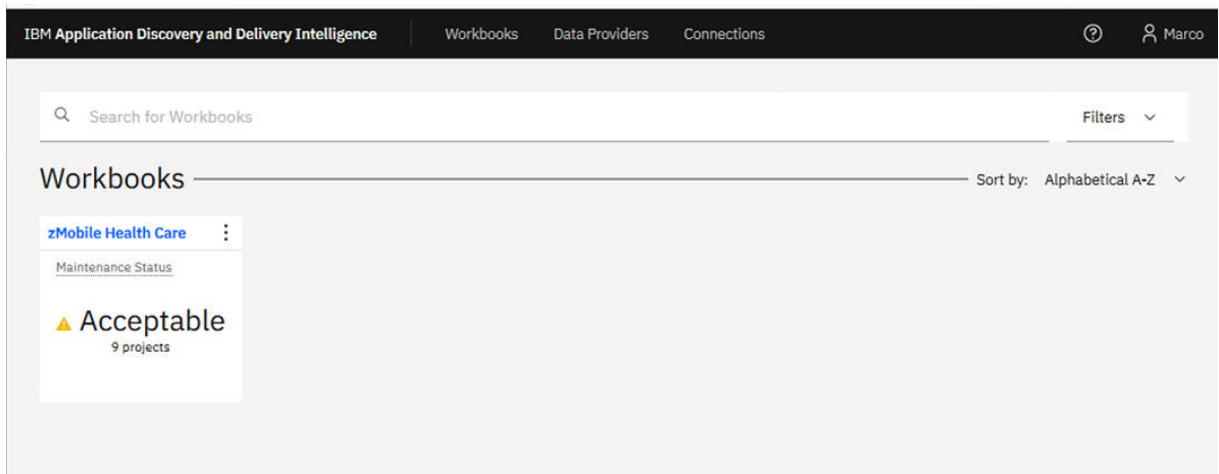 IBM Application Discovery and Delivery Intelligence Workbooks Data Providers Connections Marco
Search for Workbooks Filters
Workbooks Sort by: Alphabetical A-Z
zMobile Health Care
Maintenance Status
Acceptable
9 projects